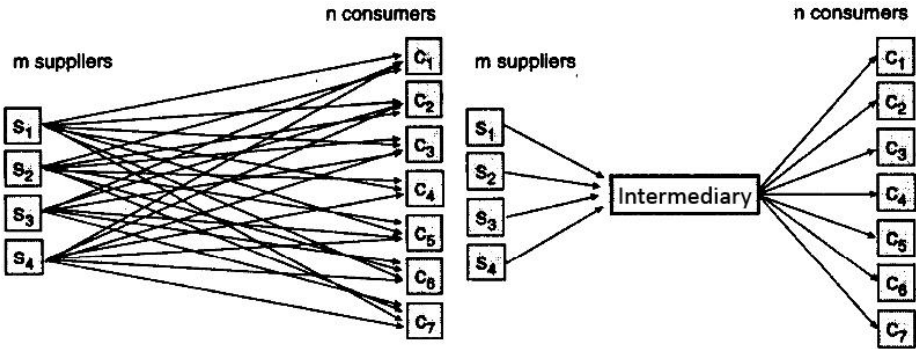 n consumers
m suppliers
C1
C2
C3
C4
C5
C6
C7
S1
S2
S3
S4
n consumers
m suppliers
S1
S2
S3
S4
Intermediary
C1
C2
C3
C4
C5
C6
C7